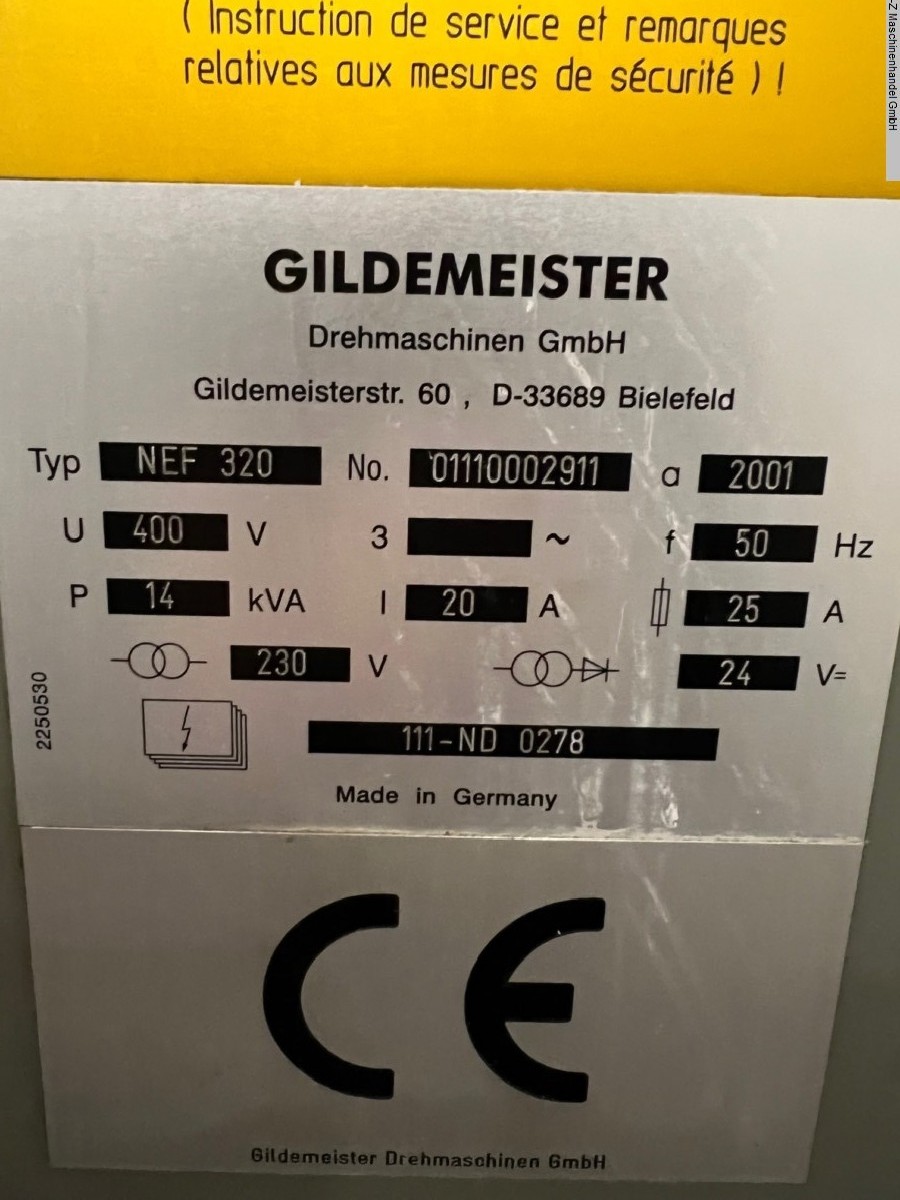 ( Instruction de service et remarques
relatives aux mesures de sécurité ) !
-Z Maschinenhandel GmbH
GILDEMEISTER
Drehmaschinen GmbH
Gildemeisterstr. 60 , D-33689 Bielefeld
Typ NEF 320 No. 01110002911 a 2001
U 400 V 3 ~ f 50 Hz
P 14 kVA I 20 A 25 A
230 V 24 V=
2250530
111-ND 0278
Made in Germany
CE
Gildemeister Drehmaschinen GmbH